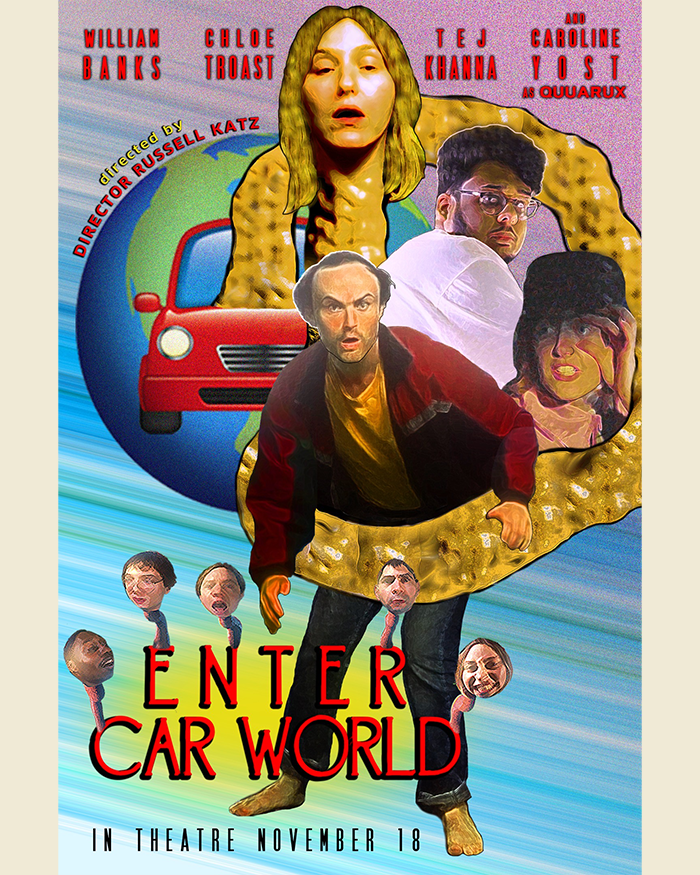 WILLIAM
BANKS
CHLOE
TROAST
TEJ
KHANNA
AND
CAROLINE
YOST
AS QUUARUX
directed by
DIRECTOR RUSSELL KATZ
ENTER
CAR WORLD
IN THEATRE NOVEMBER 18